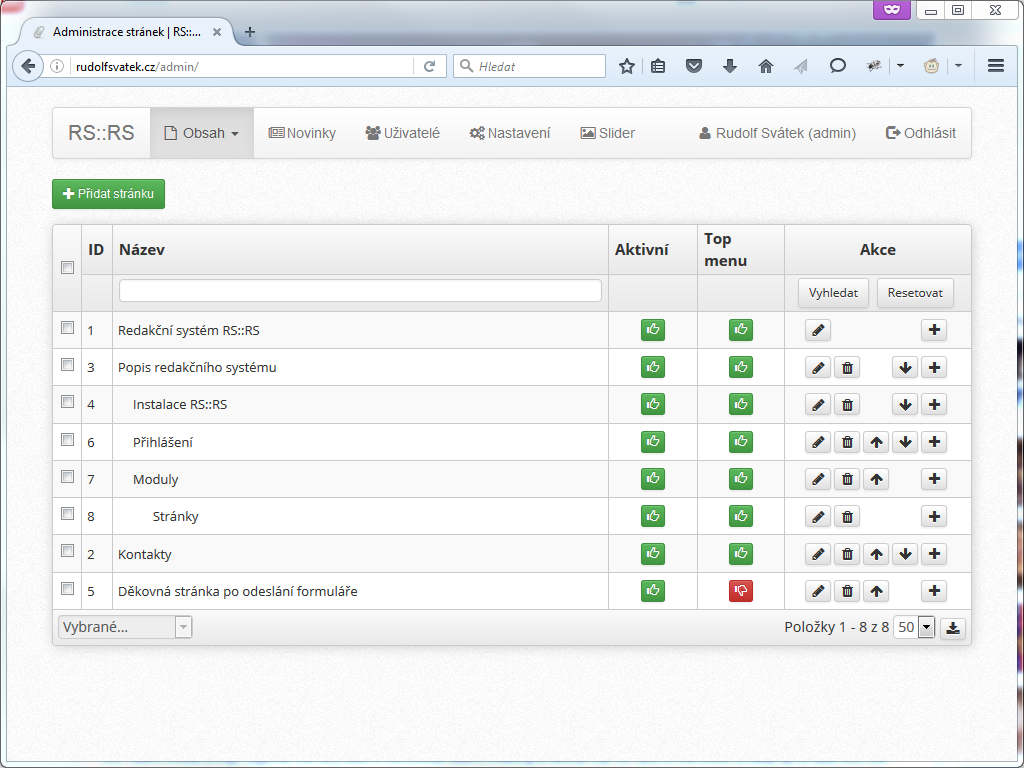 Administrace stránek | RS::...
rudolfsvatek.cz/admin/
Hledat
RS::RS Obsah Novinky Uživatelé Nastavení Slider Rudolf Svátek (admin) Odhlásit
Přidat stránku
ID Název Aktivní Top menu Akce
Vyhledat Resetovat
1 Redakční systém RS::RS
3 Popis redakčního systému
4 Instalace RS::RS
6 Přihlášení
7 Moduly
8 Stránky
2 Kontakty
5 Děkovná stránka po odeslání formuláře
Vybrané... Položky 1 - 8 z 8 50